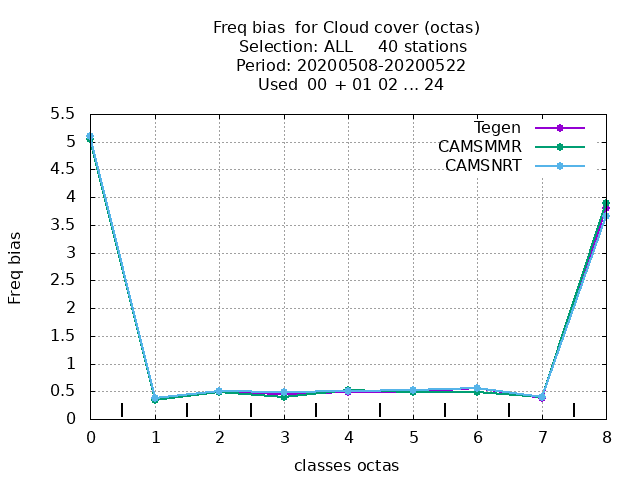 Freq bias  for Cloud cover (octas)
Selection: ALL     40 stations
Period: 20200508-20200522
Used  00 + 01 02 ... 24
5.5
5
4.5
4
3.5
3
2.5
2
1.5
1
0.5
0
Freq bias
Tegen
CAMSMMR
CAMSNRT
0 1 2 3 4 5 6 7 8
classes octas